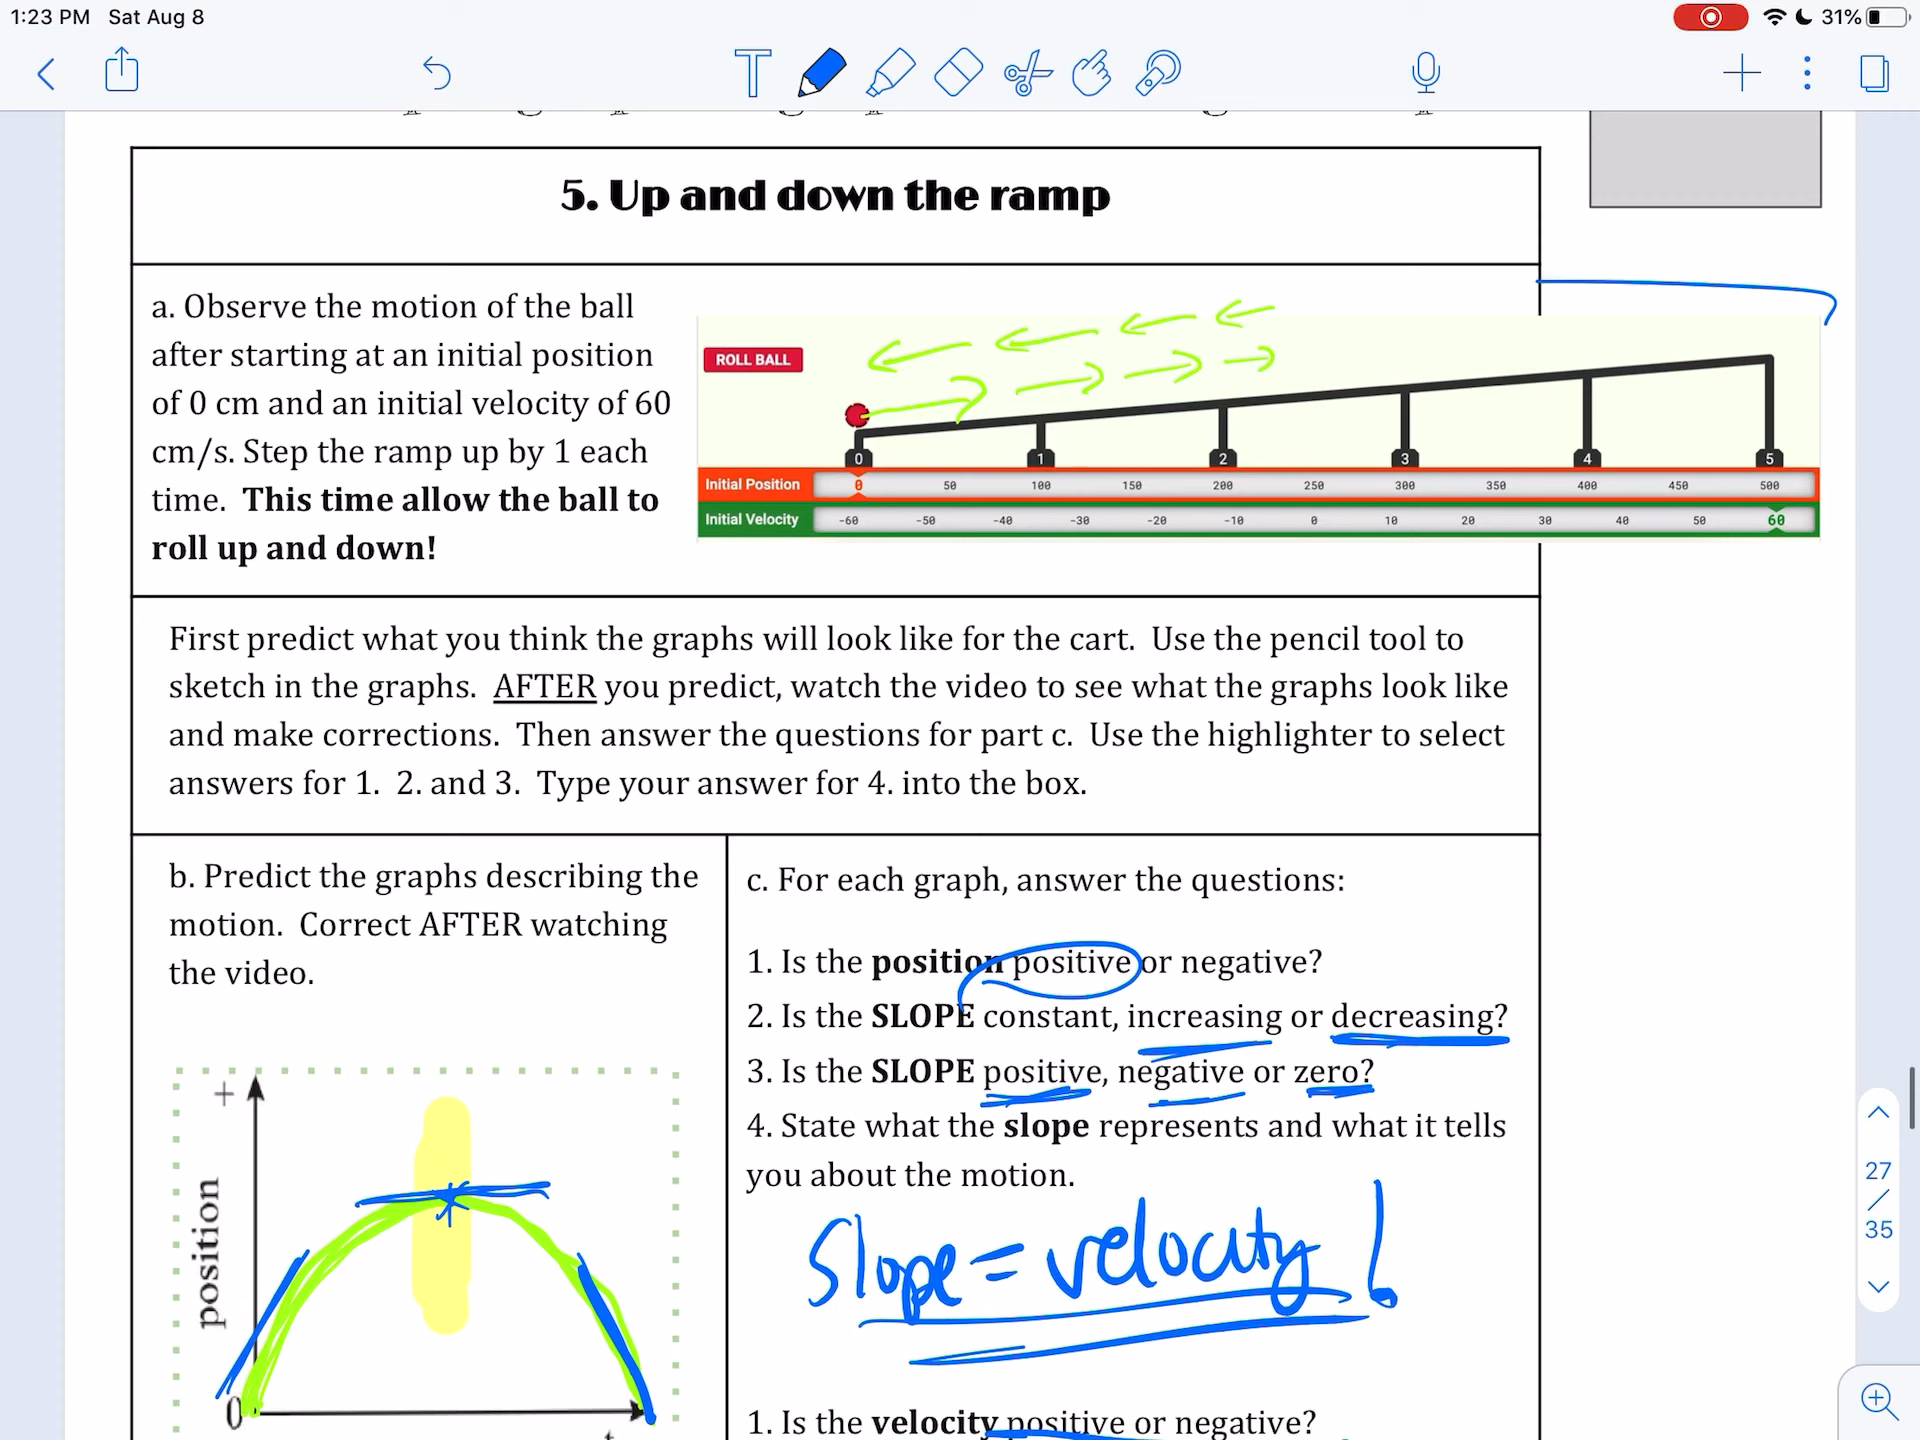 1:23 PM Sat Aug 8
31%
T
5. Up and down the ramp
a. Observe the motion of the ball
after starting at an initial position
of 0 cm and an initial velocity of 60
cm/s. Step the ramp up by 1 each
time. This time allow the ball to
roll up and down!
ROLL BALL
0 1 2 3 4 5
Initial Position 0 50 100 150 200 250 300 350 400 450 500
Initial Velocity -60 -50 -40 -30 -20 -10 0 10 20 30 40 50 60
First predict what you think the graphs will look like for the cart. Use the pencil tool to
sketch in the graphs. AFTER you predict, watch the video to see what the graphs look like
and make corrections. Then answer the questions for part c. Use the highlighter to select
answers for 1. 2. and 3. Type your answer for 4. into the box.
b. Predict the graphs describing the
motion. Correct AFTER watching
the video.
+
position
0
c. For each graph, answer the questions:
1. Is the position positive or negative?
2. Is the SLOPE constant, increasing or decreasing?
3. Is the SLOPE positive, negative or zero?
4. State what the slope represents and what it tells
you about the motion.
Slope = velocity !
1. Is the velocity positive or negative?
27
/
35